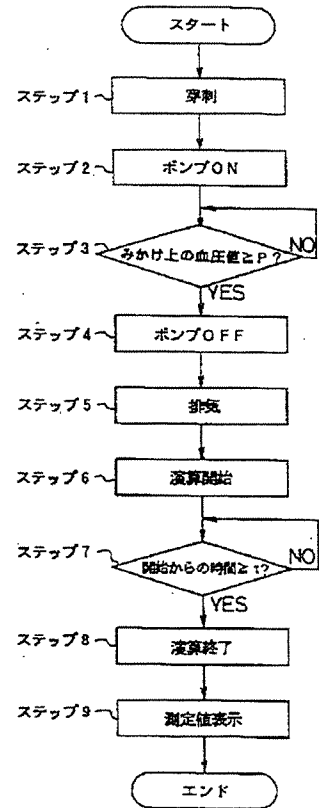 スタート
ステップ1
穿刺
ステップ2
ポンプON
ステップ3
みかけ上の血圧値≧P?
NO
YES
ステップ4
ポンプOFF
ステップ5
排気
ステップ6
演算開始
ステップ7
開始からの時間≧τ?
NO
YES
ステップ8
演算終了
ステップ9
測定値表示
エンド